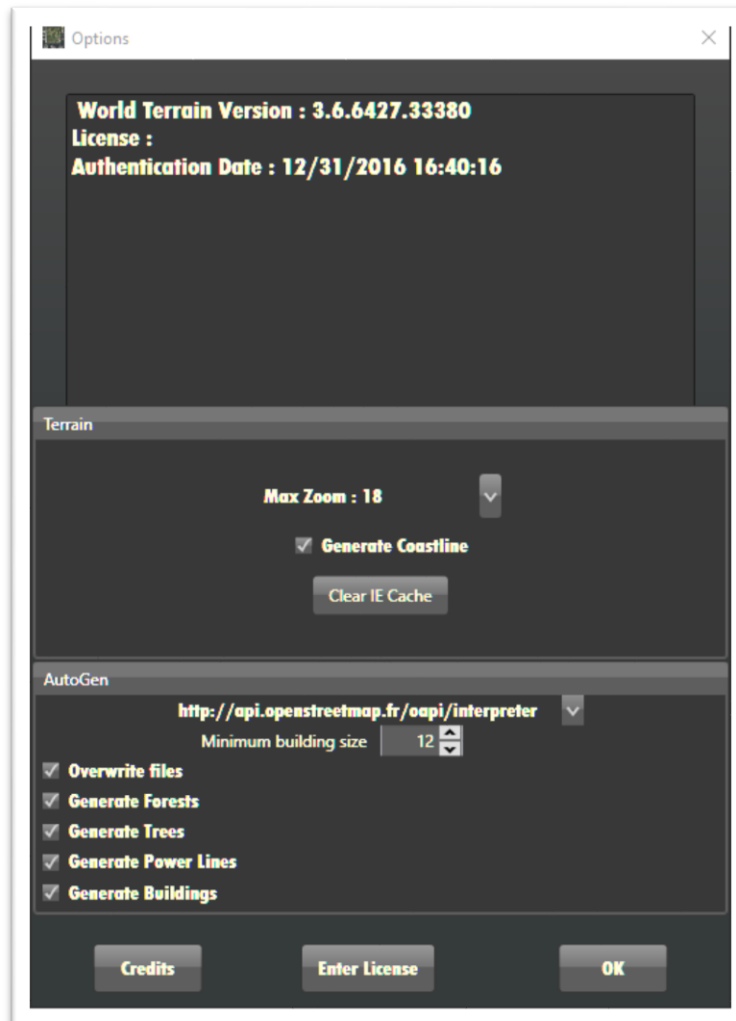 Options
World Terrain Version : 3.6.6427.33380
License :
Authentication Date : 12/31/2016 16:40:16
Terrain
Max Zoom : 18
Generate Coastline
Clear IE Cache
AutoGen
http://api.openstreetmap.fr/oapi/interpreter
Minimum building size 12
Overwrite files
Generate Forests
Generate Trees
Generate Power Lines
Generate Buildings
Credits Enter License OK